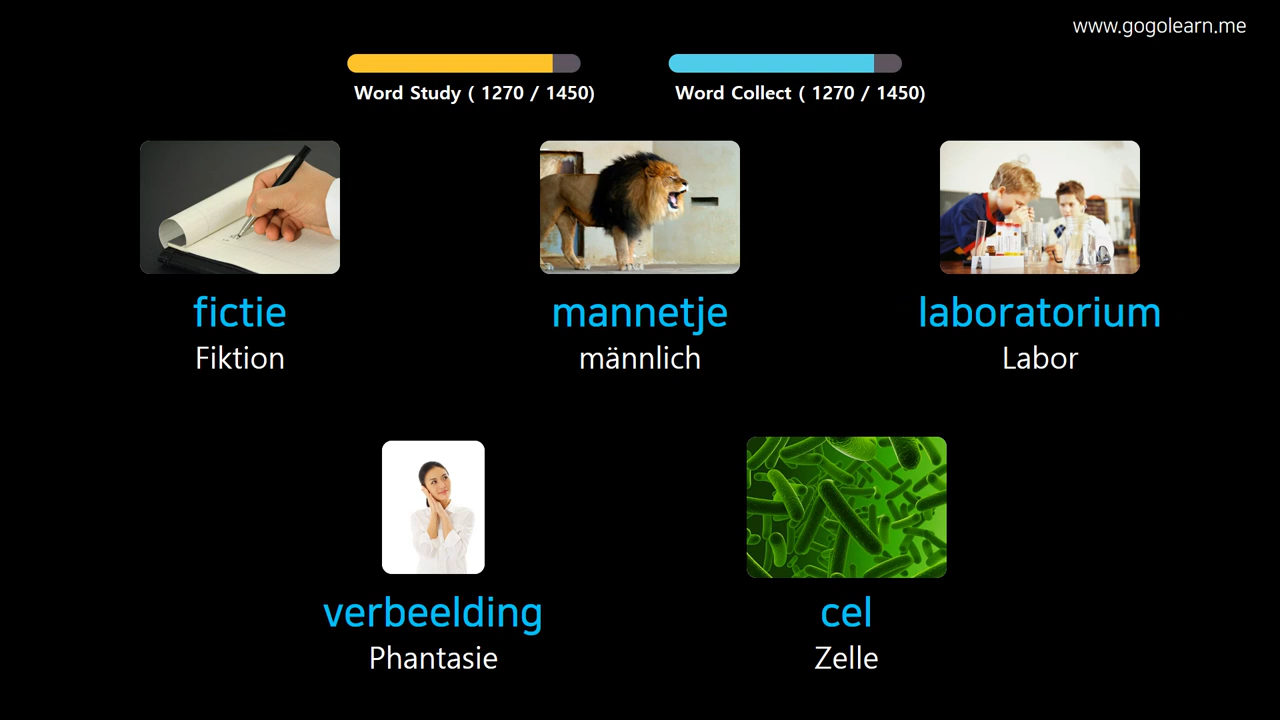 www.gogolearn.me
Word Study ( 1270 / 1450)
Word Collect ( 1270 / 1450)
fictie
Fiktion
mannetje
männlich
laboratorium
Labor
verbeelding
Phantasie
cel
Zelle